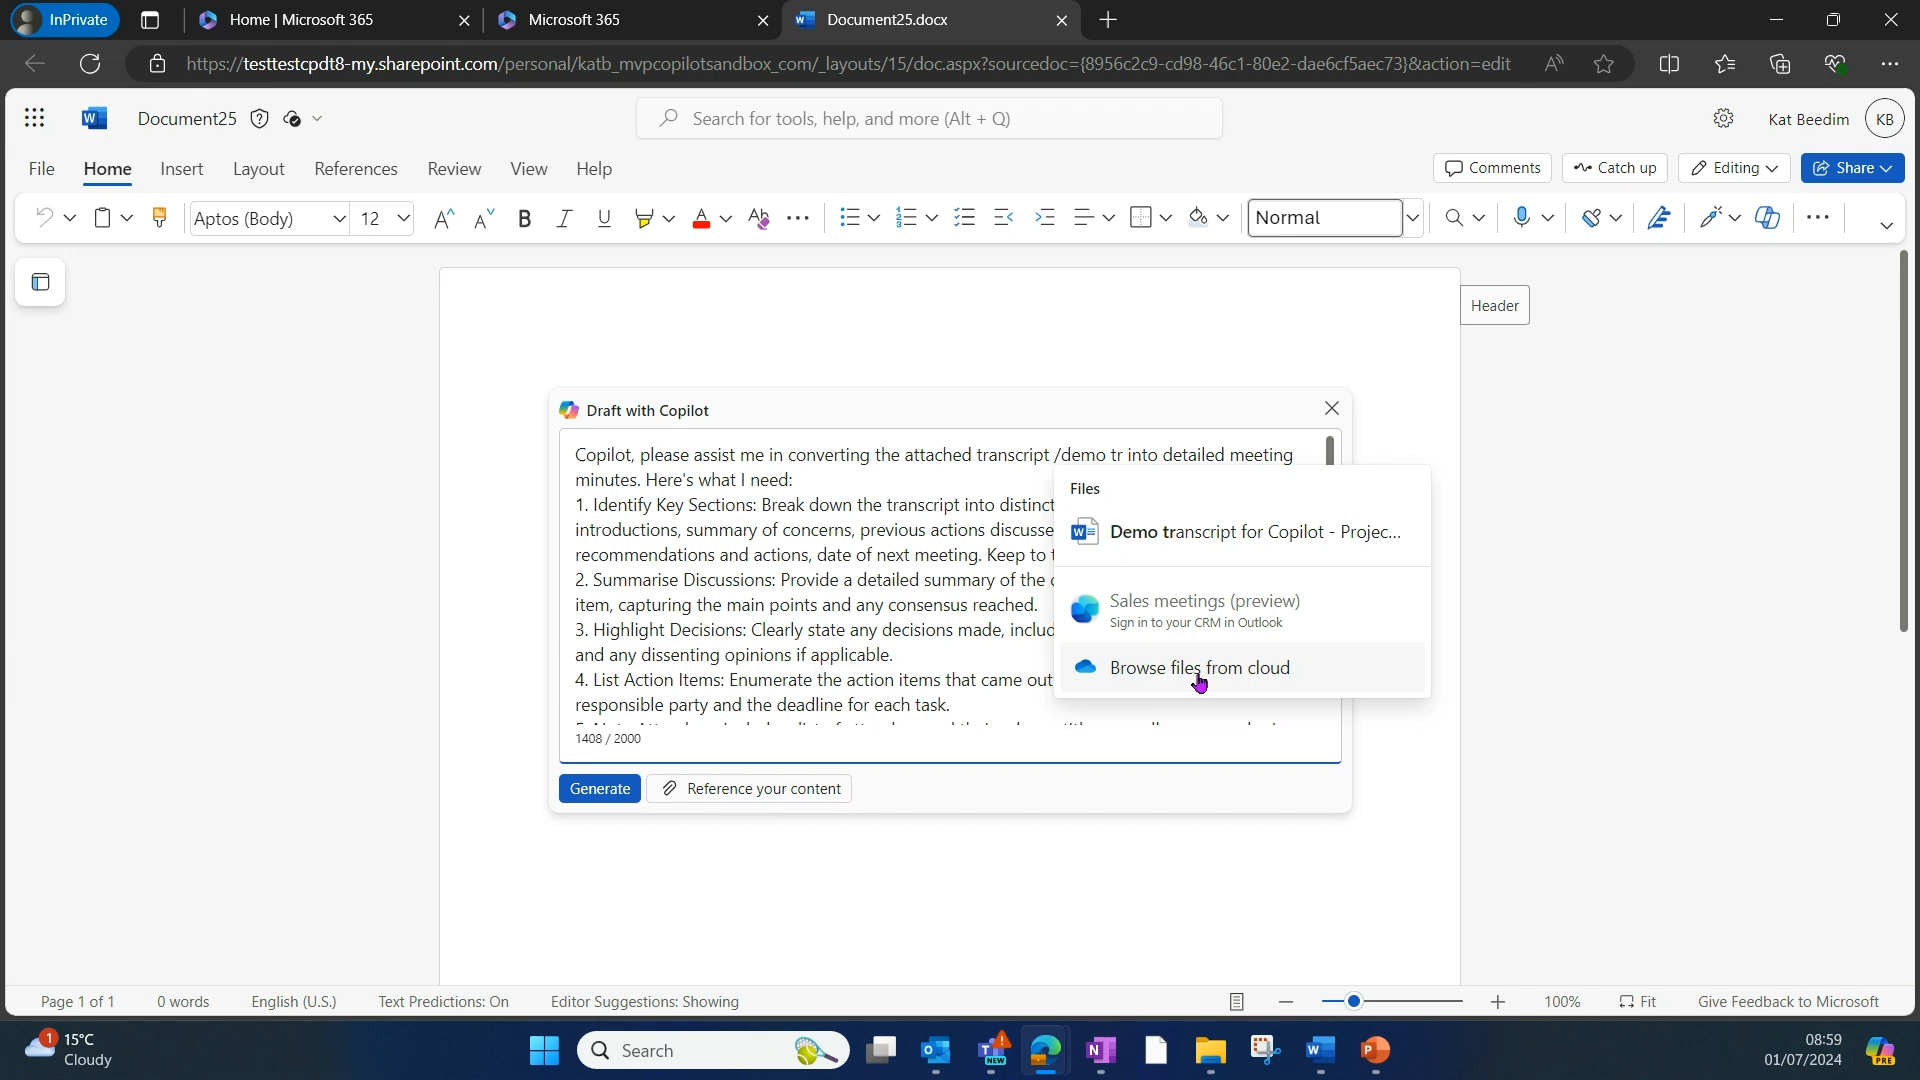 InPrivate
Home | Microsoft 365
Microsoft 365
Document25.docx
https://testtestcpdt8-my.sharepoint.com/personal/katb_mvpcopilotsandbox_com/_layouts/15/doc.aspx?sourcedoc={8956c2c9-cd98-46c1-80e2-dae6cf5aec73}&action=edit
Document25
Search for tools, help, and more (Alt + Q)
Kat Beedim
KB
File
Home
Insert
Layout
References
Review
View
Help
Comments
Catch up
Editing
Share
Aptos (Body)
12
Normal
Header
Draft with Copilot
Copilot, please assist me in converting the attached transcript /demo tr into detailed meeting
minutes. Here's what I need:
1. Identify Key Sections: Break down the transcript into distinct
introductions, summary of concerns, previous actions discusse
recommendations and actions, date of next meeting. Keep to
2. Summarise Discussions: Provide a detailed summary of the
item, capturing the main points and any consensus reached.
3. Highlight Decisions: Clearly state any decisions made, includ
and any dissenting opinions if applicable.
4. List Action Items: Enumerate the action items that came out
responsible party and the deadline for each task.
1408 / 2000
Files
Demo transcript for Copilot - Projec...
Sales meetings (preview)
Sign in to your CRM in Outlook
Browse files from cloud
Generate
Reference your content
Page 1 of 1
0 words
English (U.S.)
Text Predictions: On
Editor Suggestions: Showing
100%
Fit
Give Feedback to Microsoft
1
15°C
Cloudy
Search
NEW
08:59
01/07/2024
PRE